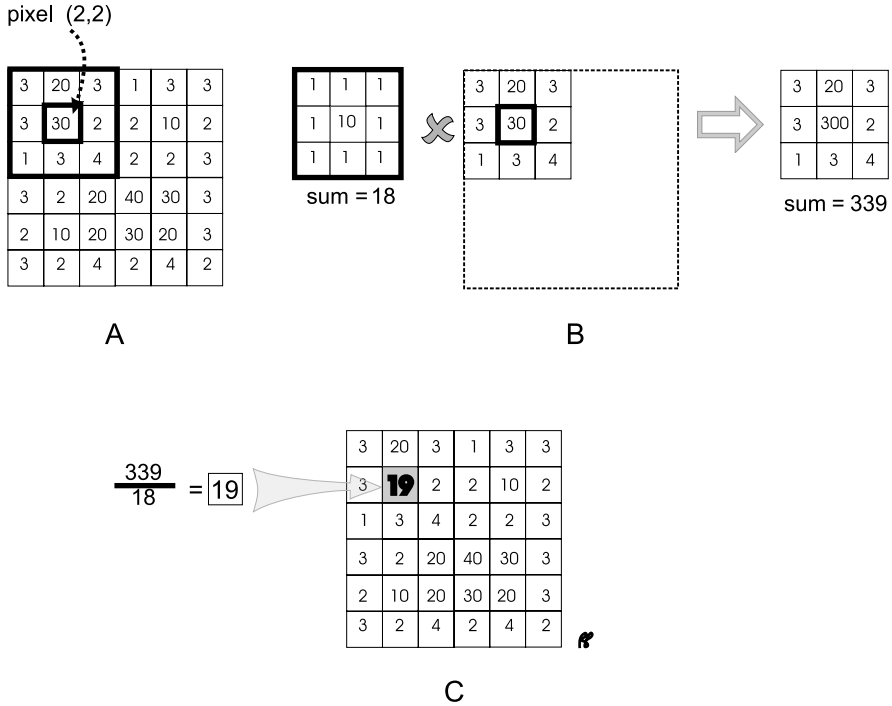 pixel (2,2)
3 20 3 1 3 3
3 30 2 2 10 2
1 3 4 2 2 3
3 2 20 40 30 3
2 10 20 30 20 3
3 2 4 2 4 2
A
1 1 1
1 10 1
1 1 1
sum = 18
3 20 3
3 30 2
1 3 4
B
3 20 3
3 300 2
1 3 4
sum = 339
339
18
= 19
3 20 3 1 3 3
3 19 2 2 10 2
1 3 4 2 2 3
3 2 20 40 30 3
2 10 20 30 20 3
3 2 4 2 4 2
C